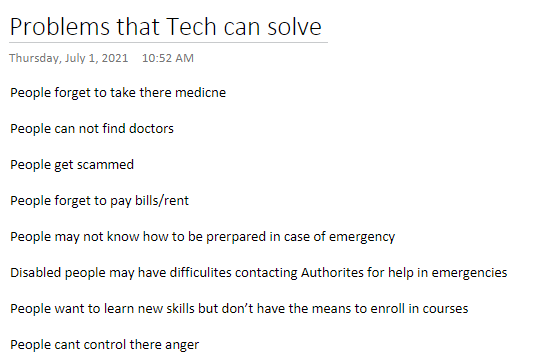 Problems that Tech can solve
Thursday, July 1, 2021 10:52 AM
People forget to take there medicne
People can not find doctors
People get scammed
People forget to pay bills/rent
People may not know how to be prerpared in case of emergency
Disabled people may have difficulites contacting Authorites for help in emergencies
People want to learn new skills but don’t have the means to enroll in courses
People cant control there anger